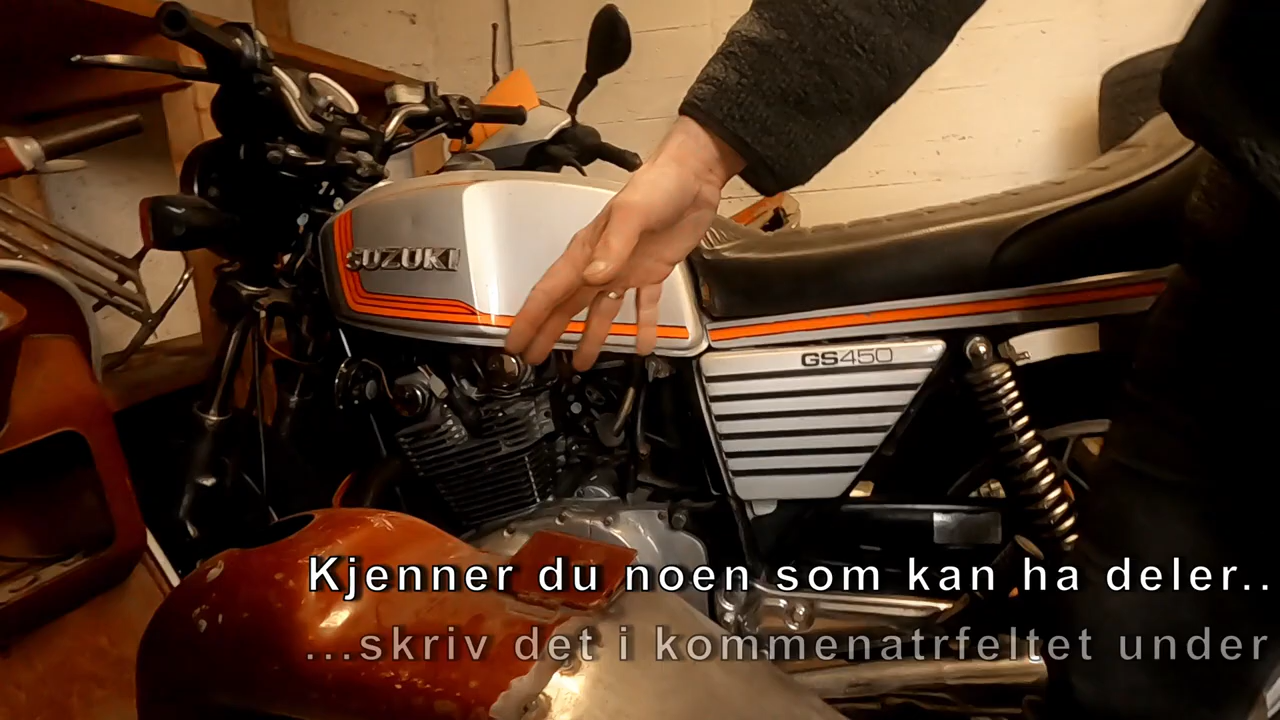 SUZUKI
GS450
Kjenner du noen som kan ha deler..
...skriv det i kommenatrfeltet under